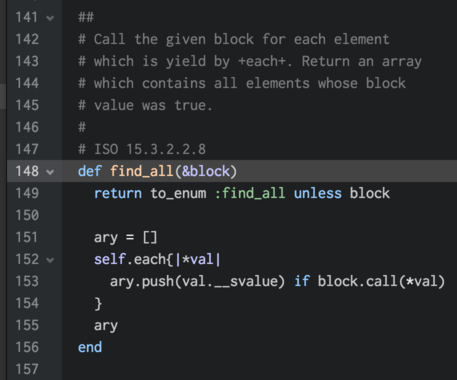 141 ##
142 # Call the given block for each element
143 # which is yield by +each+. Return an array
144 # which contains all elements whose block
145 # value was true.
146 #
147 # ISO 15.3.2.2.8
148 def find_all(&block)
149   return to_enum :find_all unless block
150
151   ary = []
152   self.each{|*val|
153     ary.push(val.__svalue) if block.call(*val)
154   }
155   ary
156 end
157